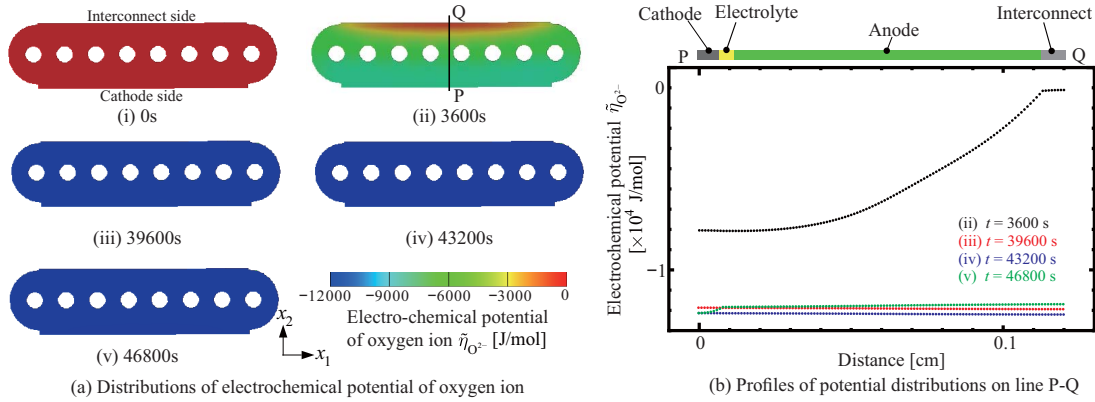 Interconnect side
Cathode side
(i) 0s
Q
P
(ii) 3600s
(iii) 39600s
(iv) 43200s
(v) 46800s
x2
x1
−12000 −9000 −6000 −3000 0
Electro-chemical potential
of oxygen ion η̃O2− [J/mol]
(a) Distributions of electrochemical potential of oxygen ion
Cathode
Electrolyte
Anode
Interconnect
P
Q
Electrochemical potential η̃O2−
[×10⁴ J/mol]
0
−1
(ii) t = 3600 s
(iii) t = 39600 s
(iv) t = 43200 s
(v) t = 46800 s
0
0.1
Distance [cm]
(b) Profiles of potential distributions on line P-Q